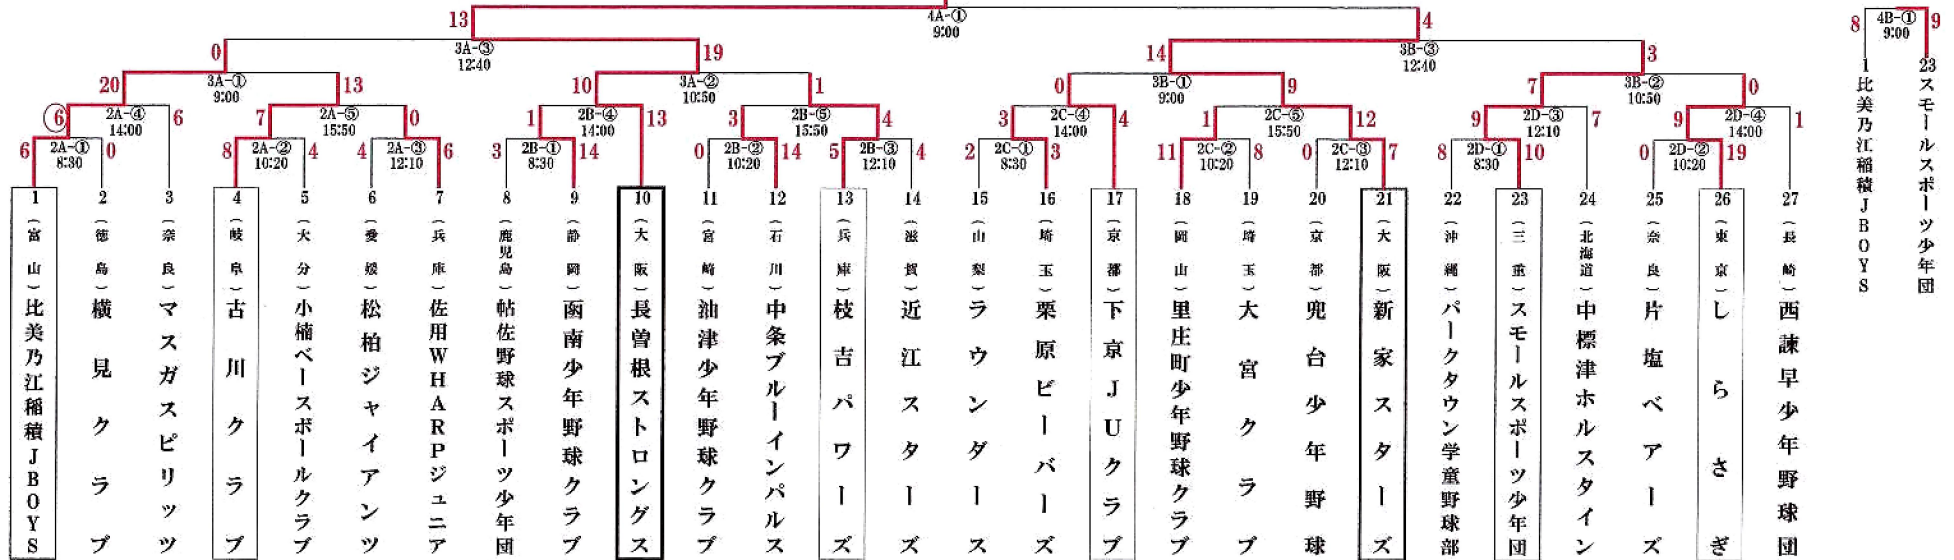 13
4A-①
9:00
4
8
4B-①
9:00
9
0
3A-③
12:40
19
14
3B-③
12:40
3
20
3A-①
9:00
13
10
3A-②
10:50
1
0
3B-①
9:00
9
7
3B-②
10:50
0
6
2A-④
14:00
6
7
2A-⑤
15:50
0
1
2B-④
14:00
13
3
2B-⑤
15:50
4
3
2C-④
14:00
4
1
2C-⑤
15:50
12
9
2D-③
12:10
7
9
2D-④
14:00
1
6
2A-①
8:30
0
8
2A-②
10:20
4
4
2A-③
12:10
6
3
2B-①
8:30
14
0
2B-②
10:20
14
5
2B-③
12:10
4
2
2C-①
8:30
3
11
2C-②
10:20
8
0
2C-③
12:10
7
8
2D-①
8:30
10
0
2D-②
10:20
19
1
(富山)比美乃江稲積JBOYS
2
(徳島)横見クラブ
3
(奈良)マスガスピリッツ
4
(岐阜)古川クラブ
5
(大分)小楠ベースボールクラブ
6
(愛媛)松柏ジャイアンツ
7
(兵庫)佐用WHARPジュニア
8
(鹿児島)帖佐野球スポーツ少年団
9
(静岡)函南少年野球クラブ
10
(大阪)長曽根ストロングス
11
(宮崎)油津少年野球クラブ
12
(石川)中条ブルーインパルス
13
(兵庫)枝吉パワーズ
14
(滋賀)近江スターズ
15
(山梨)ラウンダース
16
(埼玉)栗原ビーバーズ
17
(京都)下京JUクラブ
18
(岡山)里庄町少年野球クラブ
19
(埼玉)大宮クラブ
20
(京都)兜台少年野球
21
(大阪)新家スターズ
22
(沖縄)パークタウン学童野球部
23
(三重)スモールスポーツ少年団
24
(北海道)中標津ホルスタイン
25
(奈良)片塩ベアーズ
26
(東京)しらさぎ
27
(長崎)西諫早少年野球団
1
比美乃江稲積JBOYS
23
スモールスポーツ少年団